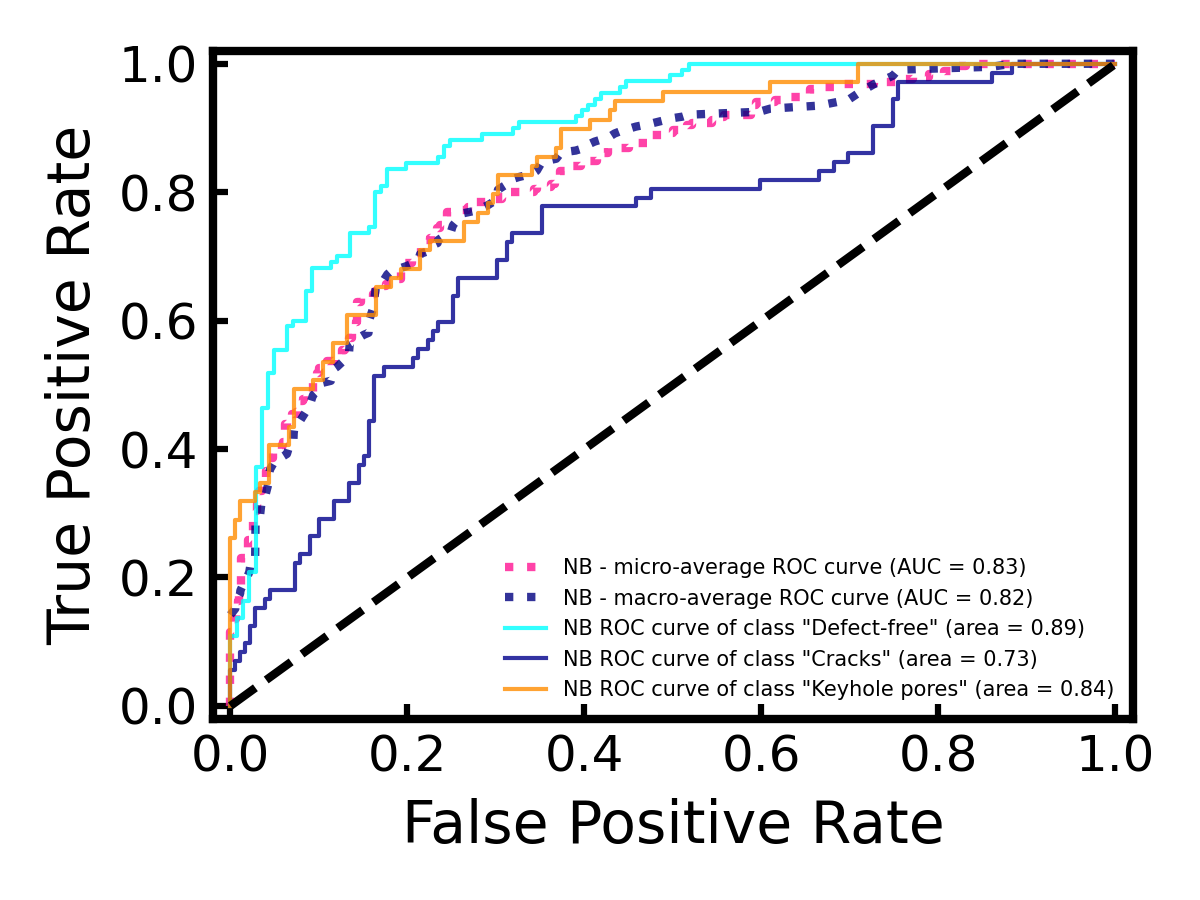 True Positive Rate
1.0
0.8
0.6
0.4
0.2
0.0
NB - micro-average ROC curve (AUC = 0.83)
NB - macro-average ROC curve (AUC = 0.82)
NB ROC curve of class "Defect-free" (area = 0.89)
NB ROC curve of class "Cracks" (area = 0.73)
NB ROC curve of class "Keyhole pores" (area = 0.84)
0.0 0.2 0.4 0.6 0.8 1.0
False Positive Rate